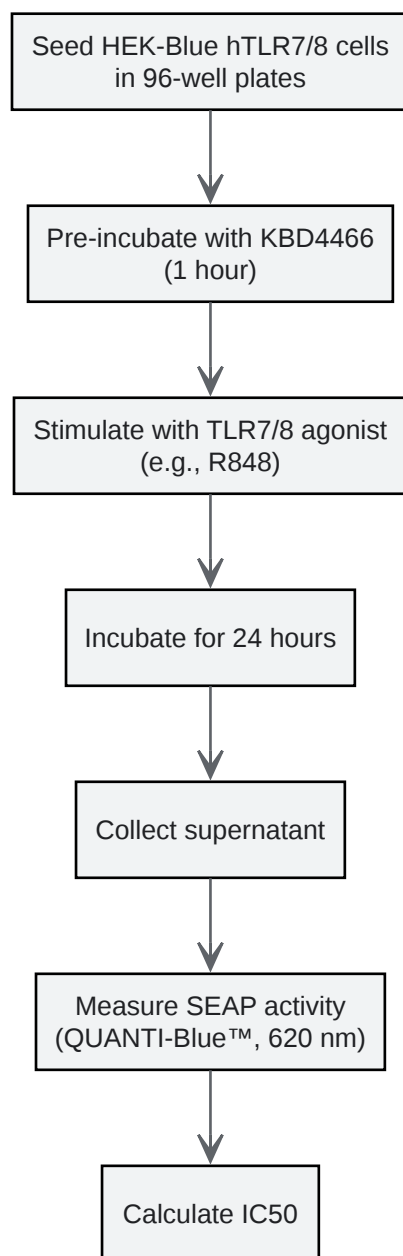 Seed HEK-Blue hTLR7/8 cells
in 96-well plates
Pre-incubate with KBD4466
(1 hour)
Stimulate with TLR7/8 agonist
(e.g., R848)
Incubate for 24 hours
Collect supernatant
Measure SEAP activity
(QUANTI-Blue™, 620 nm)
Calculate IC50